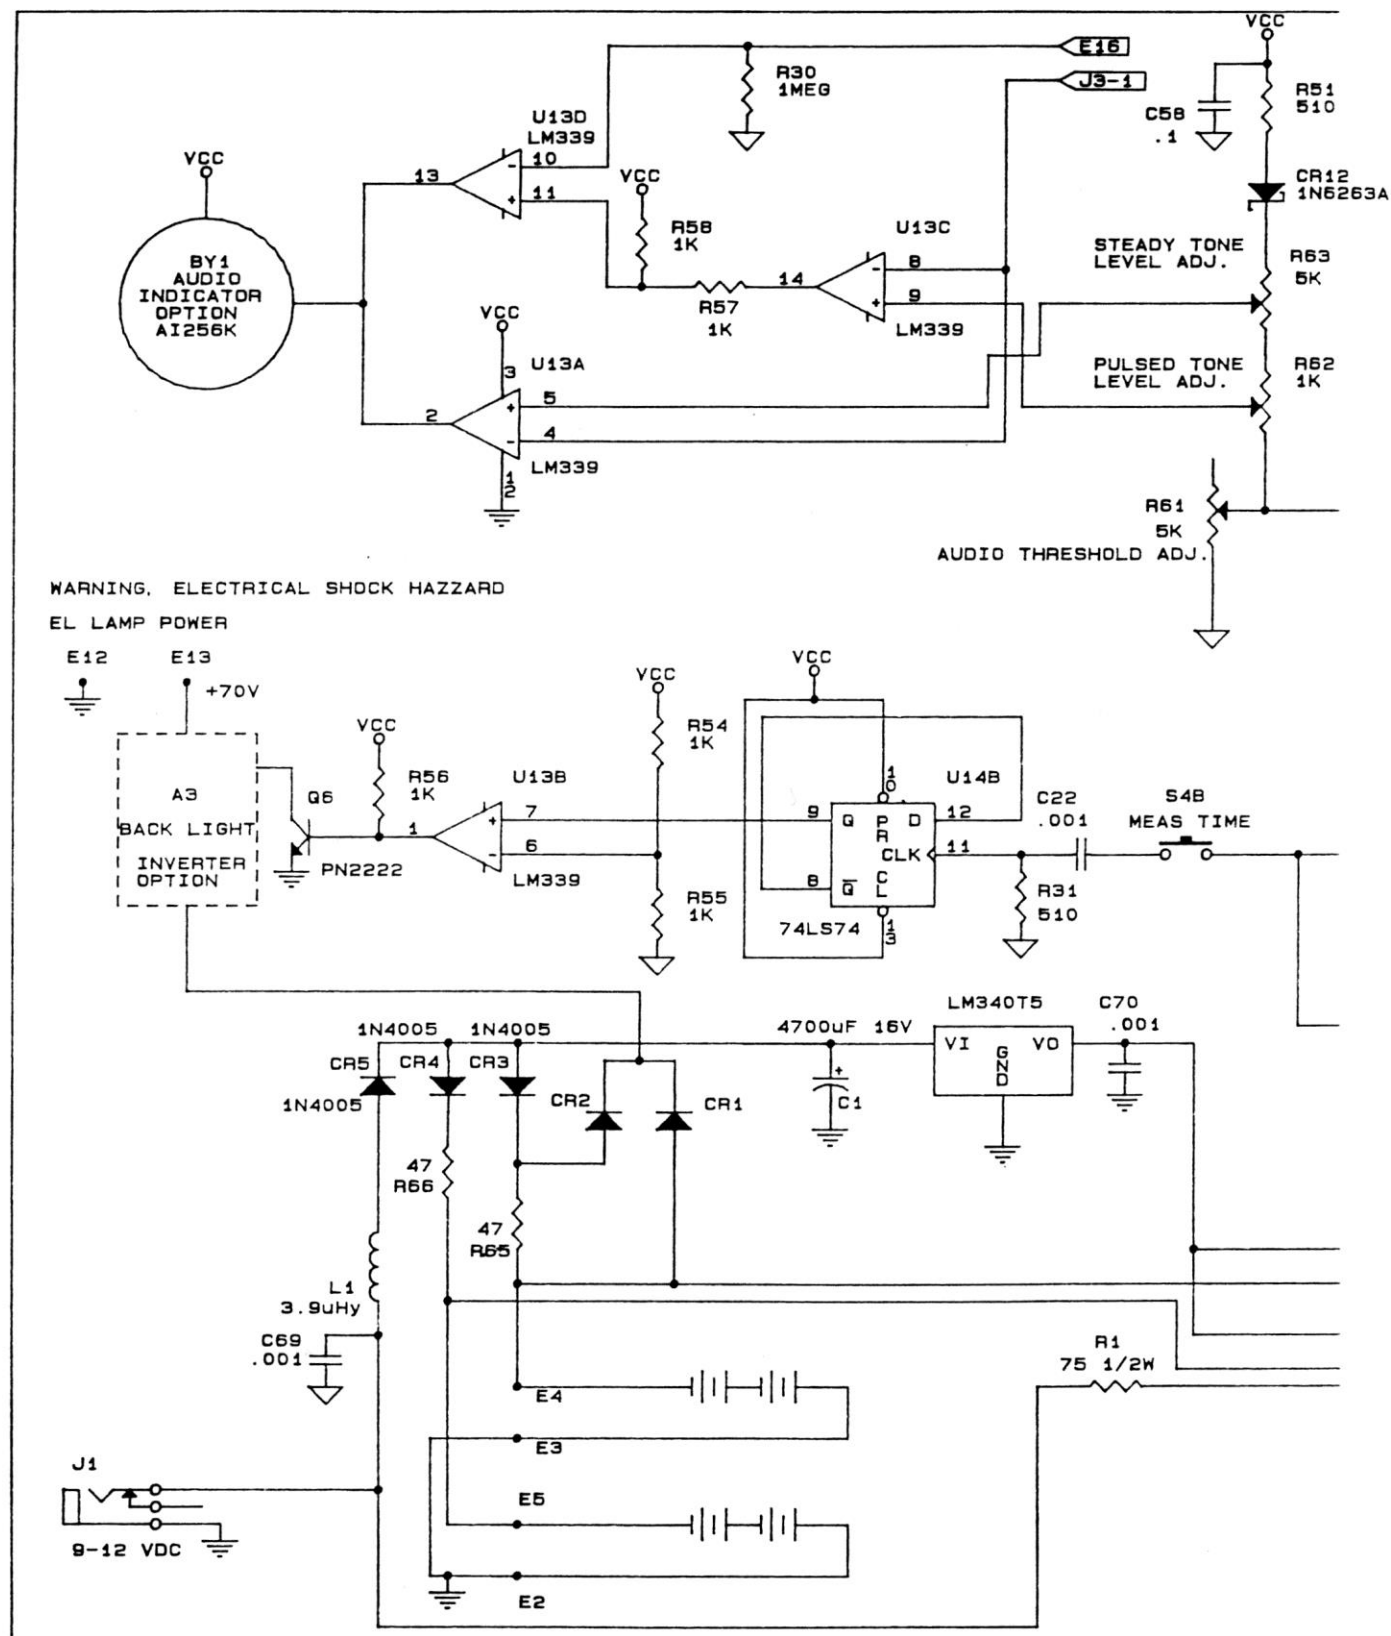 VCC
E16
J3-1
R30
1MEG
C58
.1
R51
510
U13D
LM339
10
11
13
-
+
VCC
VCC
R58
1K
CR12
1N6263A
U13C
8
9
14
-
+
LM339
R57
1K
STEADY TONE
LEVEL ADJ.
R63
5K
BY1
AUDIO
INDICATOR
OPTION
AI256K
VCC
3
U13A
5
4
2
+
-
LM339
1
2
PULSED TONE
LEVEL ADJ.
R62
1K
R61
5K
AUDIO THRESHOLD ADJ.
WARNING, ELECTRICAL SHOCK HAZZARD
EL LAMP POWER
E12
E13
+70V
VCC
VCC
VCC
R54
1K
R56
1K
U13B
7
6
1
+
-
LM339
A3
BACK LIGHT
INVERTER
OPTION
Q6
PN2222
R55
1K
1
0
U14B
9
Q
P
R
D
12
CLK
11
8
Q
C
L
74LS74
1
3
C22
.001
S4B
MEAS TIME
R31
510
1N4005
1N4005
4700uF 16V
LM340T5
C70
.001
VI
G
N
D
VO
CR5
CR4
CR3
1N4005
CR2
CR1
+
C1
47
R66
47
R65
L1
3.9uHy
C69
.001
R1
75 1/2W
E4
E3
J1
E5
9-12 VDC
E2